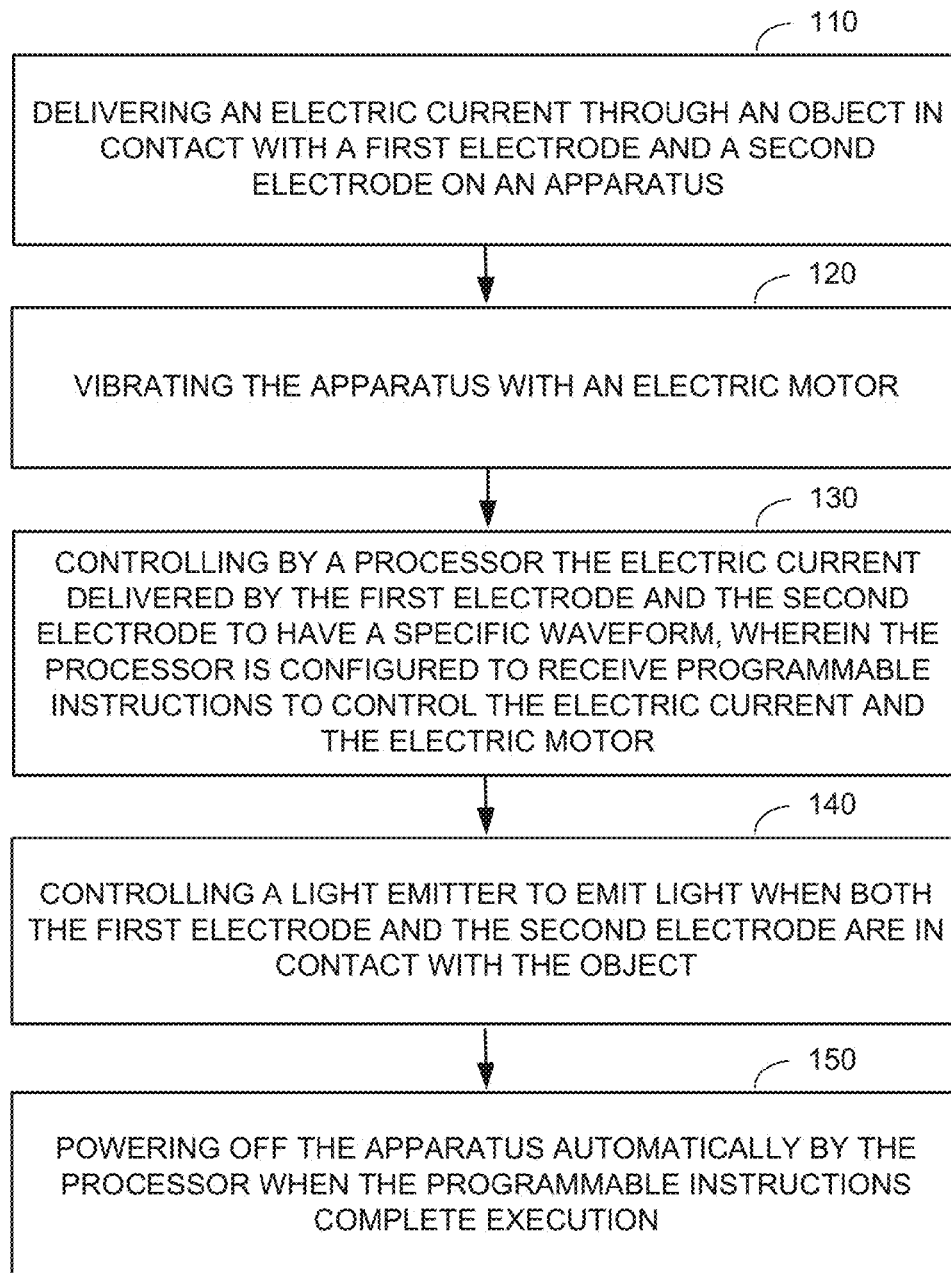 110
DELIVERING AN ELECTRIC CURRENT THROUGH AN OBJECT IN
CONTACT WITH A FIRST ELECTRODE AND A SECOND
ELECTRODE ON AN APPARATUS
120
VIBRATING THE APPARATUS WITH AN ELECTRIC MOTOR
130
CONTROLLING BY A PROCESSOR THE ELECTRIC CURRENT
DELIVERED BY THE FIRST ELECTRODE AND THE SECOND
ELECTRODE TO HAVE A SPECIFIC WAVEFORM, WHEREIN THE
PROCESSOR IS CONFIGURED TO RECEIVE PROGRAMMABLE
INSTRUCTIONS TO CONTROL THE ELECTRIC CURRENT AND
THE ELECTRIC MOTOR
140
CONTROLLING A LIGHT EMITTER TO EMIT LIGHT WHEN BOTH
THE FIRST ELECTRODE AND THE SECOND ELECTRODE ARE IN
CONTACT WITH THE OBJECT
150
POWERING OFF THE APPARATUS AUTOMATICALLY BY THE
PROCESSOR WHEN THE PROGRAMMABLE INSTRUCTIONS
COMPLETE EXECUTION